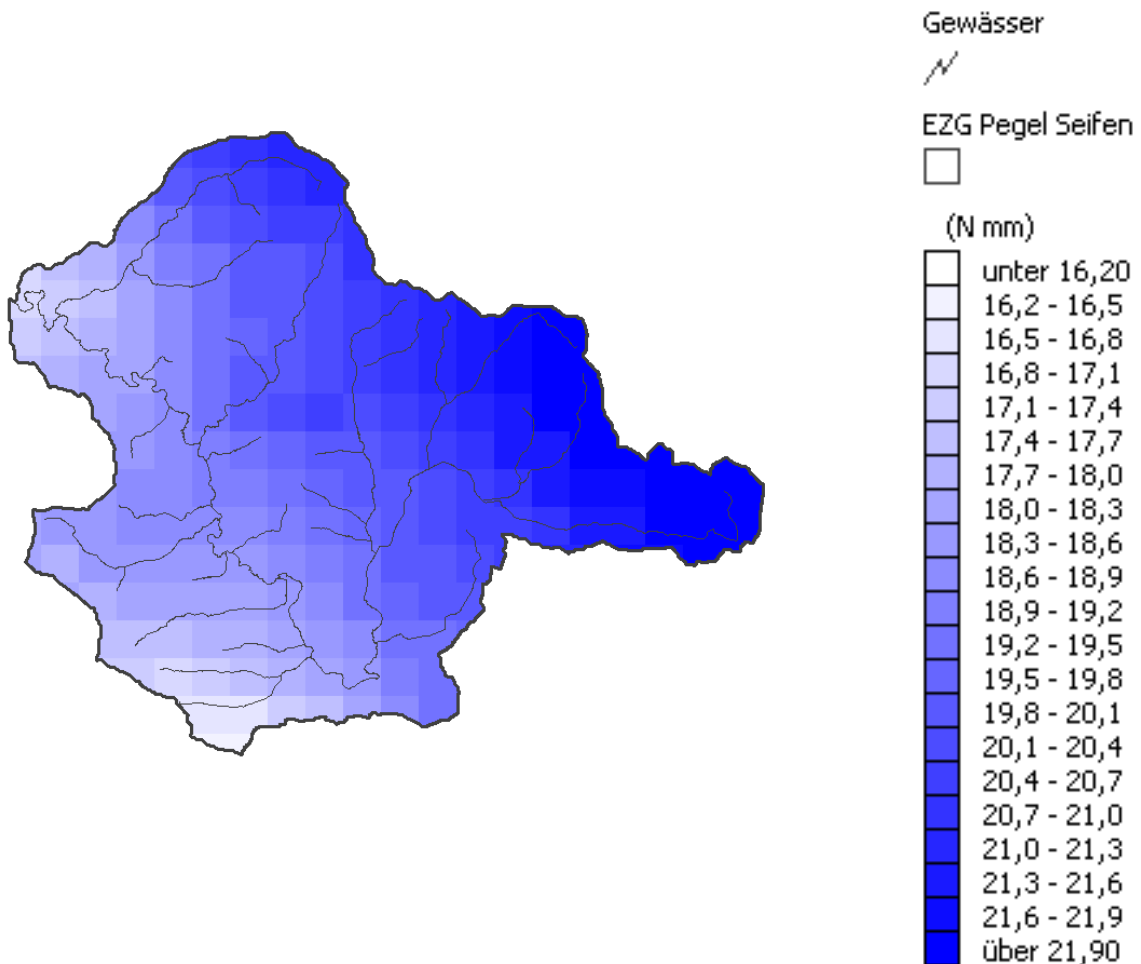 Gewässer
EZG Pegel Seifen
(N mm)
unter 16,20
16,2 - 16,5
16,5 - 16,8
16,8 - 17,1
17,1 - 17,4
17,4 - 17,7
17,7 - 18,0
18,0 - 18,3
18,3 - 18,6
18,6 - 18,9
18,9 - 19,2
19,2 - 19,5
19,5 - 19,8
19,8 - 20,1
20,1 - 20,4
20,4 - 20,7
20,7 - 21,0
21,0 - 21,3
21,3 - 21,6
21,6 - 21,9
über 21,90